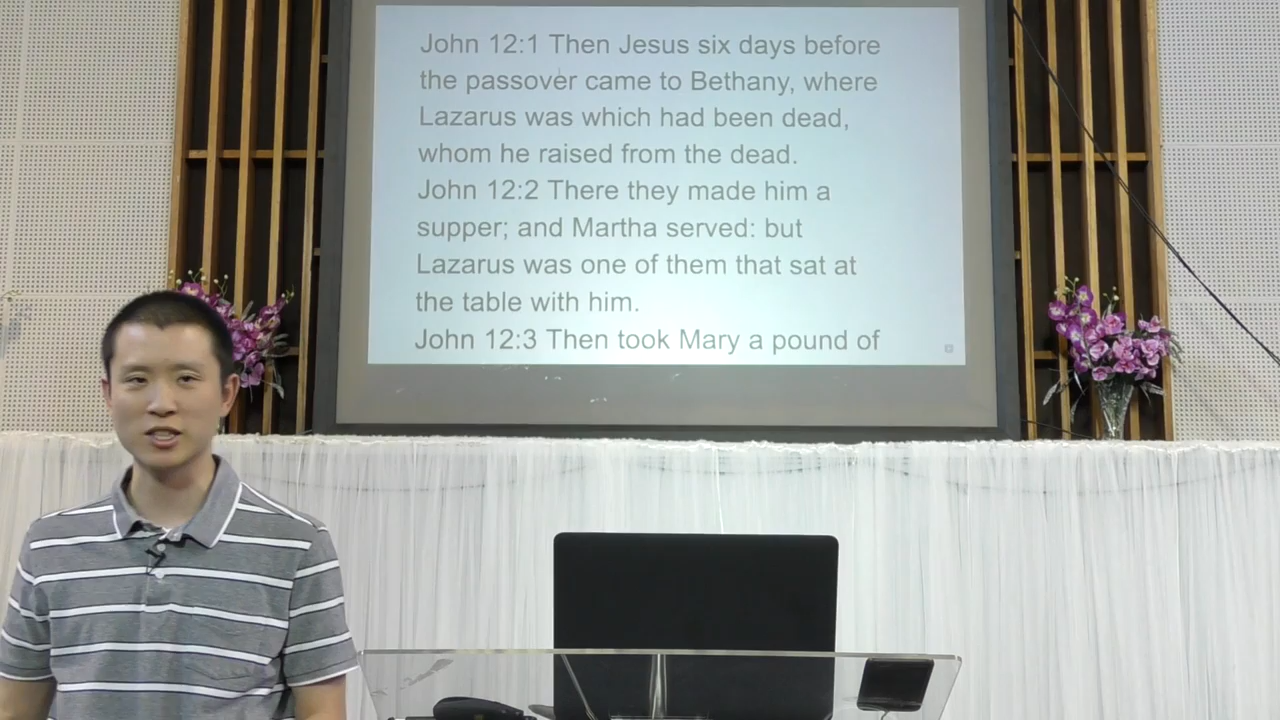 John 12:1 Then Jesus six days before
the passover came to Bethany, where
Lazarus was which had been dead,
whom he raised from the dead.
John 12:2 There they made him a
supper; and Martha served: but
Lazarus was one of them that sat at
the table with him.
John 12:3 Then took Mary a pound of